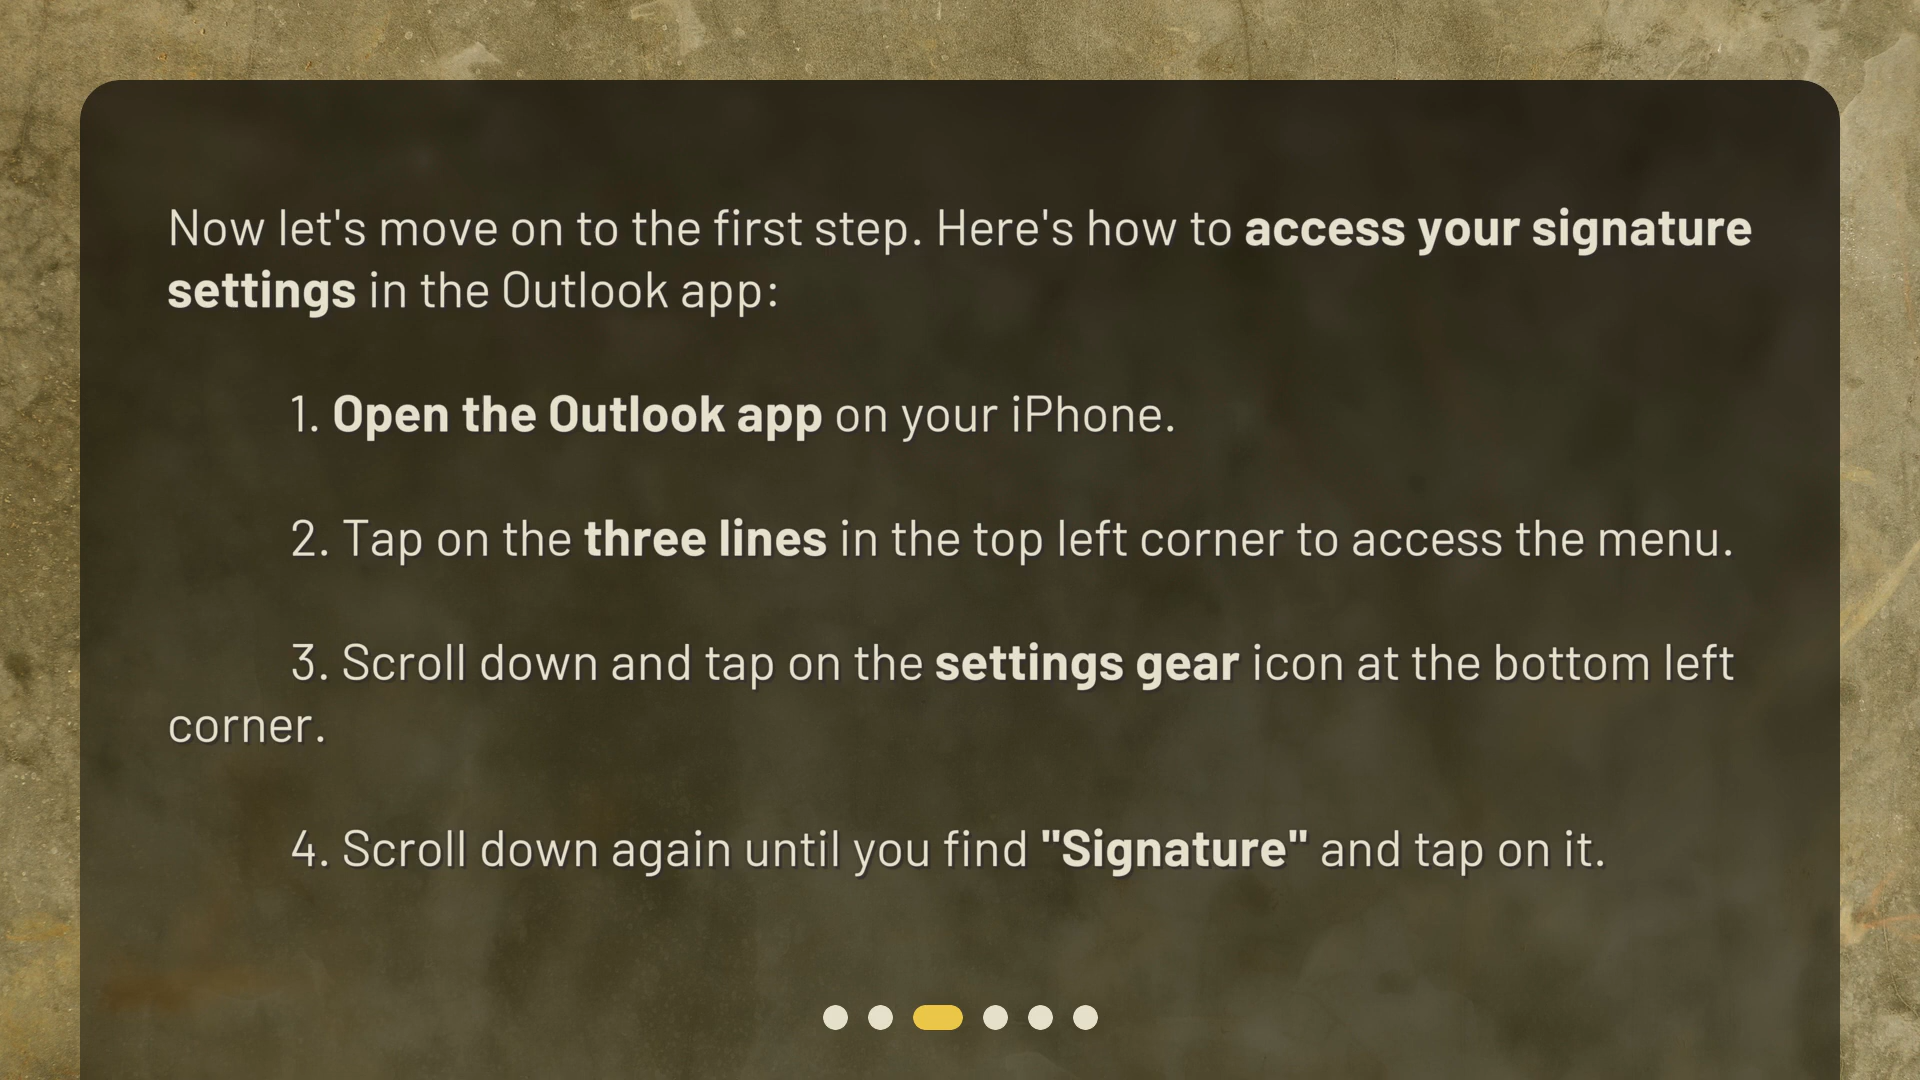 Now let's move on to the first step. Here's how to access your signature
settings in the Outlook app:
1. Open the Outlook app on your iPhone.
2. Tap on the three lines in the top left corner to access the menu.
3. Scroll down and tap on the settings gear icon at the bottom left
corner.
4. Scroll down again until you find "Signature" and tap on it.